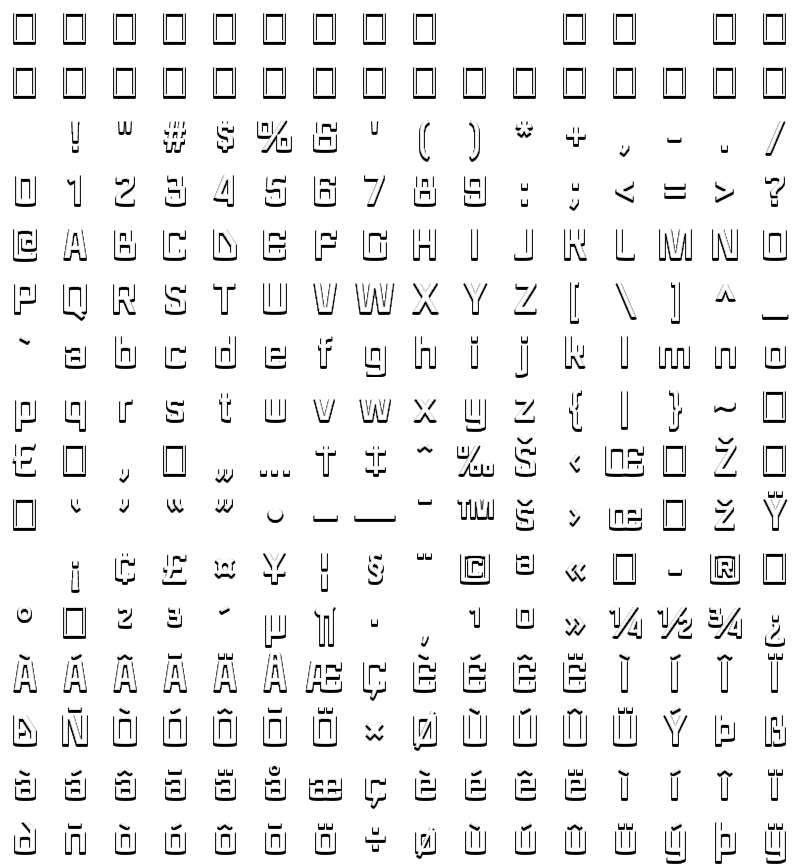 ! " # $ % & ' ( ) * + , - . /
0 1 2 3 4 5 6 7 8 9 : ; < = > ?
@ A B C D E F G H I J K L M N O
P Q R S T U V W X Y Z [ \ ] ^ _
` a b c d e f g h i j k l m n o
p q r s t u v w x y z { | } ~
€ ‚ „ … † ‡ ˆ ‰ Š ‹ Œ Ž
‘ ’ “ ” • – — ˜ ™ š › œ ž Ÿ
¡ ¢ £ ¤ ¥ ¦ § ¨ © ª « - ®
° ² ³ ´ µ ¶ · ¸ ¹ º » ¼ ½ ¾ ¿
À Á Â Ã Ä Å Æ Ç È É Ê Ë Ì Í Î Ï
Ð Ñ Ò Ó Ô Õ Ö × Ø Ù Ú Û Ü Ý Þ ß
à á â ã ä å æ ç è é ê ë ì í î ï
ð ñ ò ó ô õ ö ÷ ø ù ú û ü ý þ ÿ